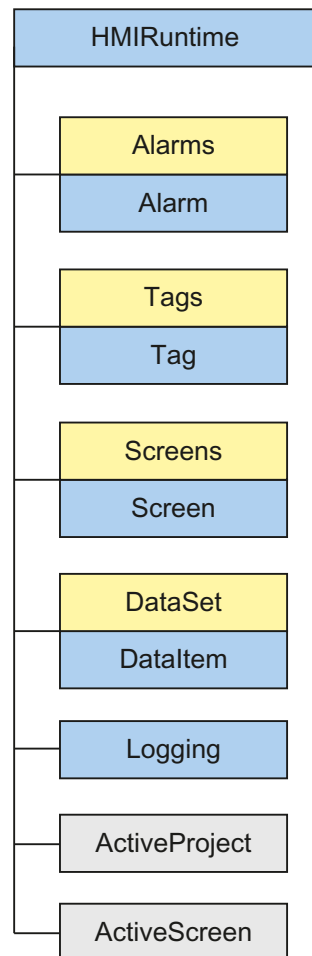 HMIRuntime
Alarms
Alarm
Tags
Tag
Screens
Screen
DataSet
DataItem
Logging
ActiveProject
ActiveScreen